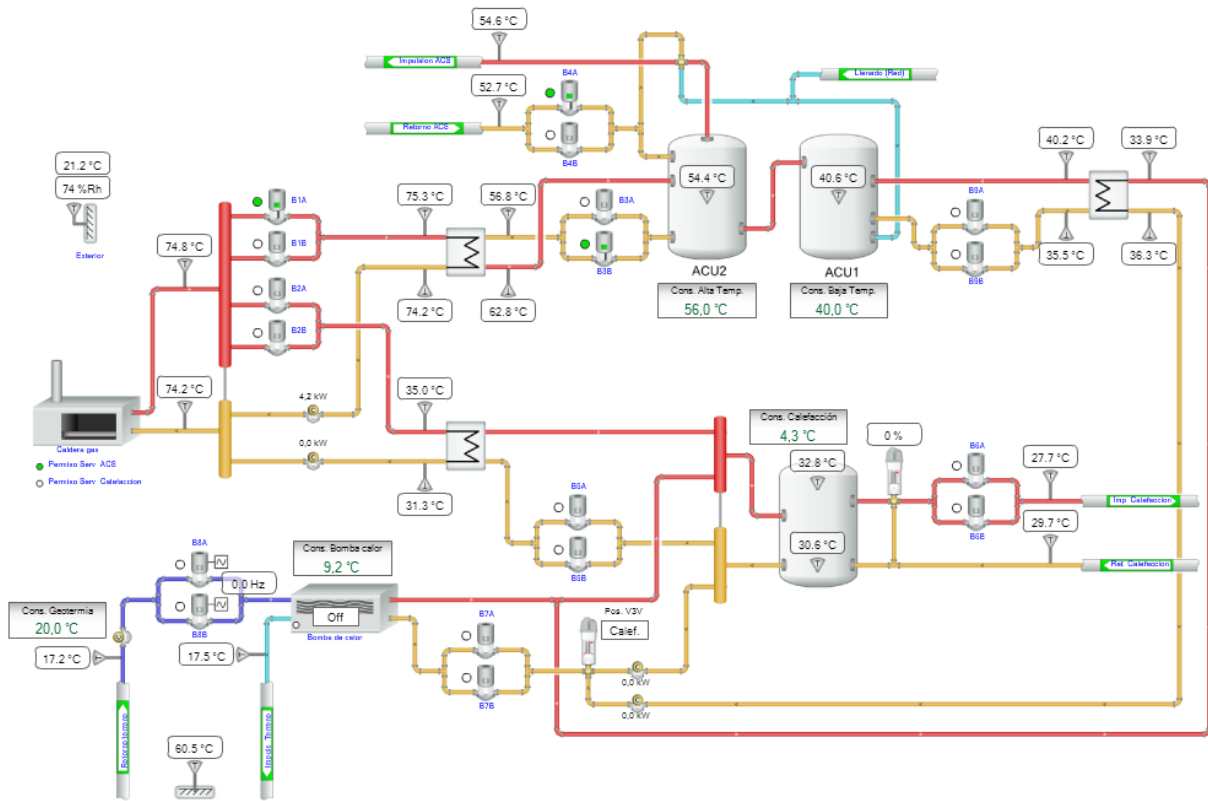 54.6 °C
Impulsion ACS
B4A
Llenado (Red)
52.7 °C
Retorno ACS
B4B
21.2 °C
74 %Rh
Exterior
54.4 °C
40.6 °C
40.2 °C
33.9 °C
B1A
75.3 °C
56.8 °C
B3A
B9A
74.8 °C
B1B
B3B
ACU2
ACU1
B9B
35.5 °C
36.3 °C
B2A
74.2 °C
62.8 °C
Cons. Alta Temp.
56,0 °C
Cons. Baja Temp.
40,0 °C
B2B
74.2 °C
4,2 kW
35.0 °C
Cons. Calefacción
4,3 °C
0 %
Caldera gas
Permiso Serv ACS
Permiso Serv Calefaccion
0,0 kW
32.8 °C
B6A
27.7 °C
31.3 °C
Imp. Calefaccion
B6B
29.7 °C
30.6 °C
Ret. Calefaccion
B8A
Cons. Bomba calor
9,2 °C
0.0 Hz
Off
Bomba de calor
B8B
Cons. Geotermia
20,0 °C
17.2 °C
17.5 °C
B7A
Pos. V3V
Calef.
B7B
0,0 kW
0,0 kW
Retorno terreno
Impuls. Terreno
60.5 °C